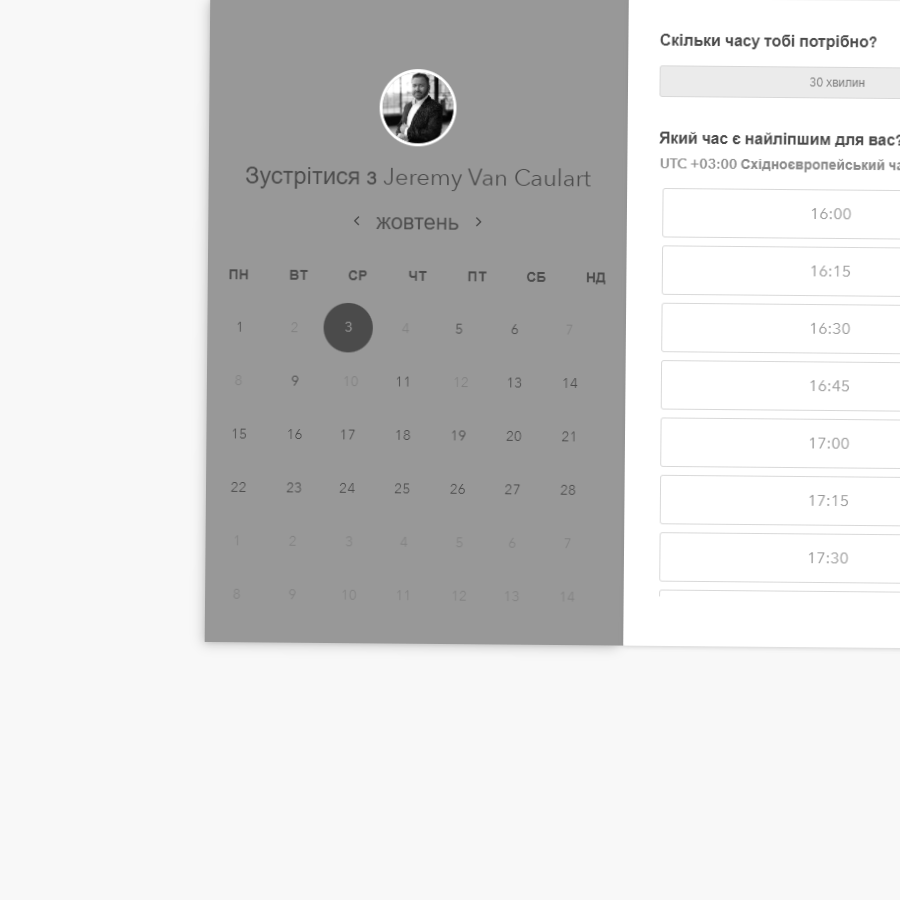 Зустрітися з Jeremy Van Caulart
жовтень
ПН ВТ СР ЧТ ПТ СБ НД
1 2 3 4 5 6 7
8 9 10 11 12 13 14
15 16 17 18 19 20 21
22 23 24 25 26 27 28
1 2 3 4 5 6 7
8 9 10 11 12 13 14
Скільки часу тобі потрібно?
30 хвилин
Який час є найліпшим для вас?
UTC +03:00 Східноєвропейський
16:00
16:15
16:30
16:45
17:00
17:15
17:30